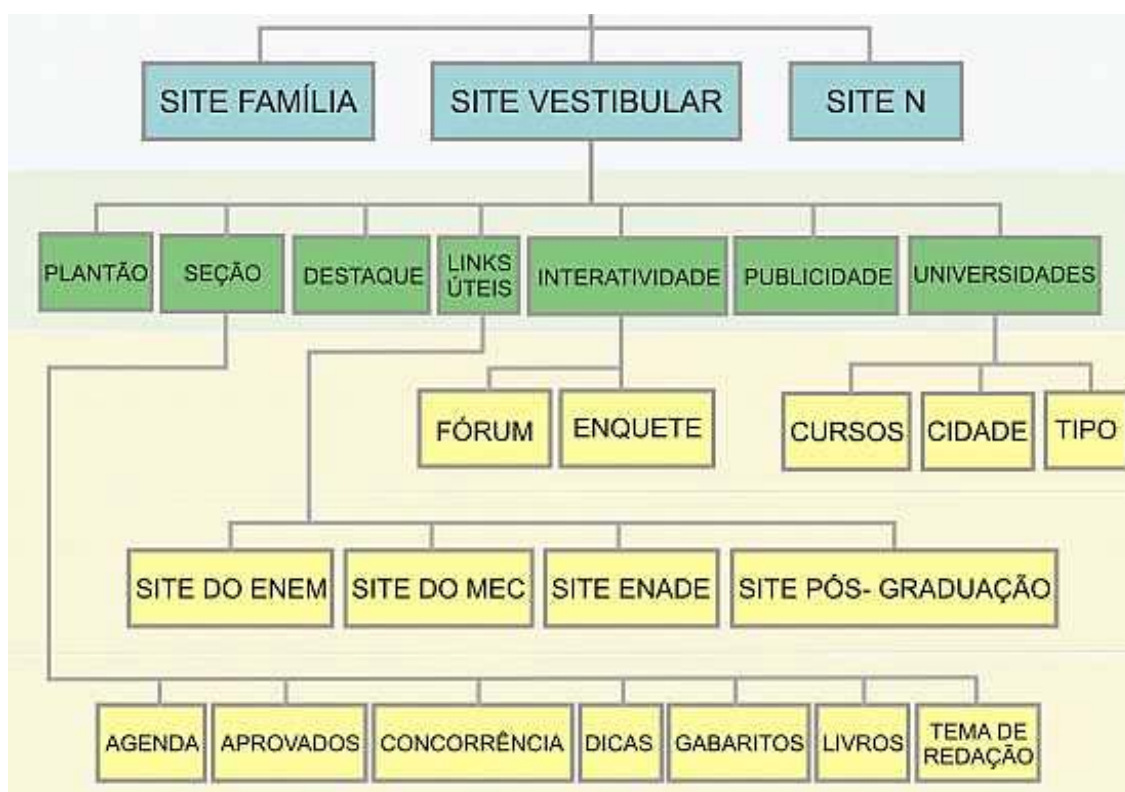 SITE FAMÍLIA
SITE VESTIBULAR
SITE N
PLANTÃO
SEÇÃO
DESTAQUE
LINKS
ÚTEIS
INTERATIVIDADE
PUBLICIDADE
UNIVERSIDADES
FÓRUM
ENQUETE
CURSOS
CIDADE
TIPO
SITE DO ENEM
SITE DO MEC
SITE ENADE
SITE PÓS- GRADUAÇÃO
AGENDA
APROVADOS
CONCORRÊNCIA
DICAS
GABARITOS
LIVROS
TEMA DE
REDAÇÃO